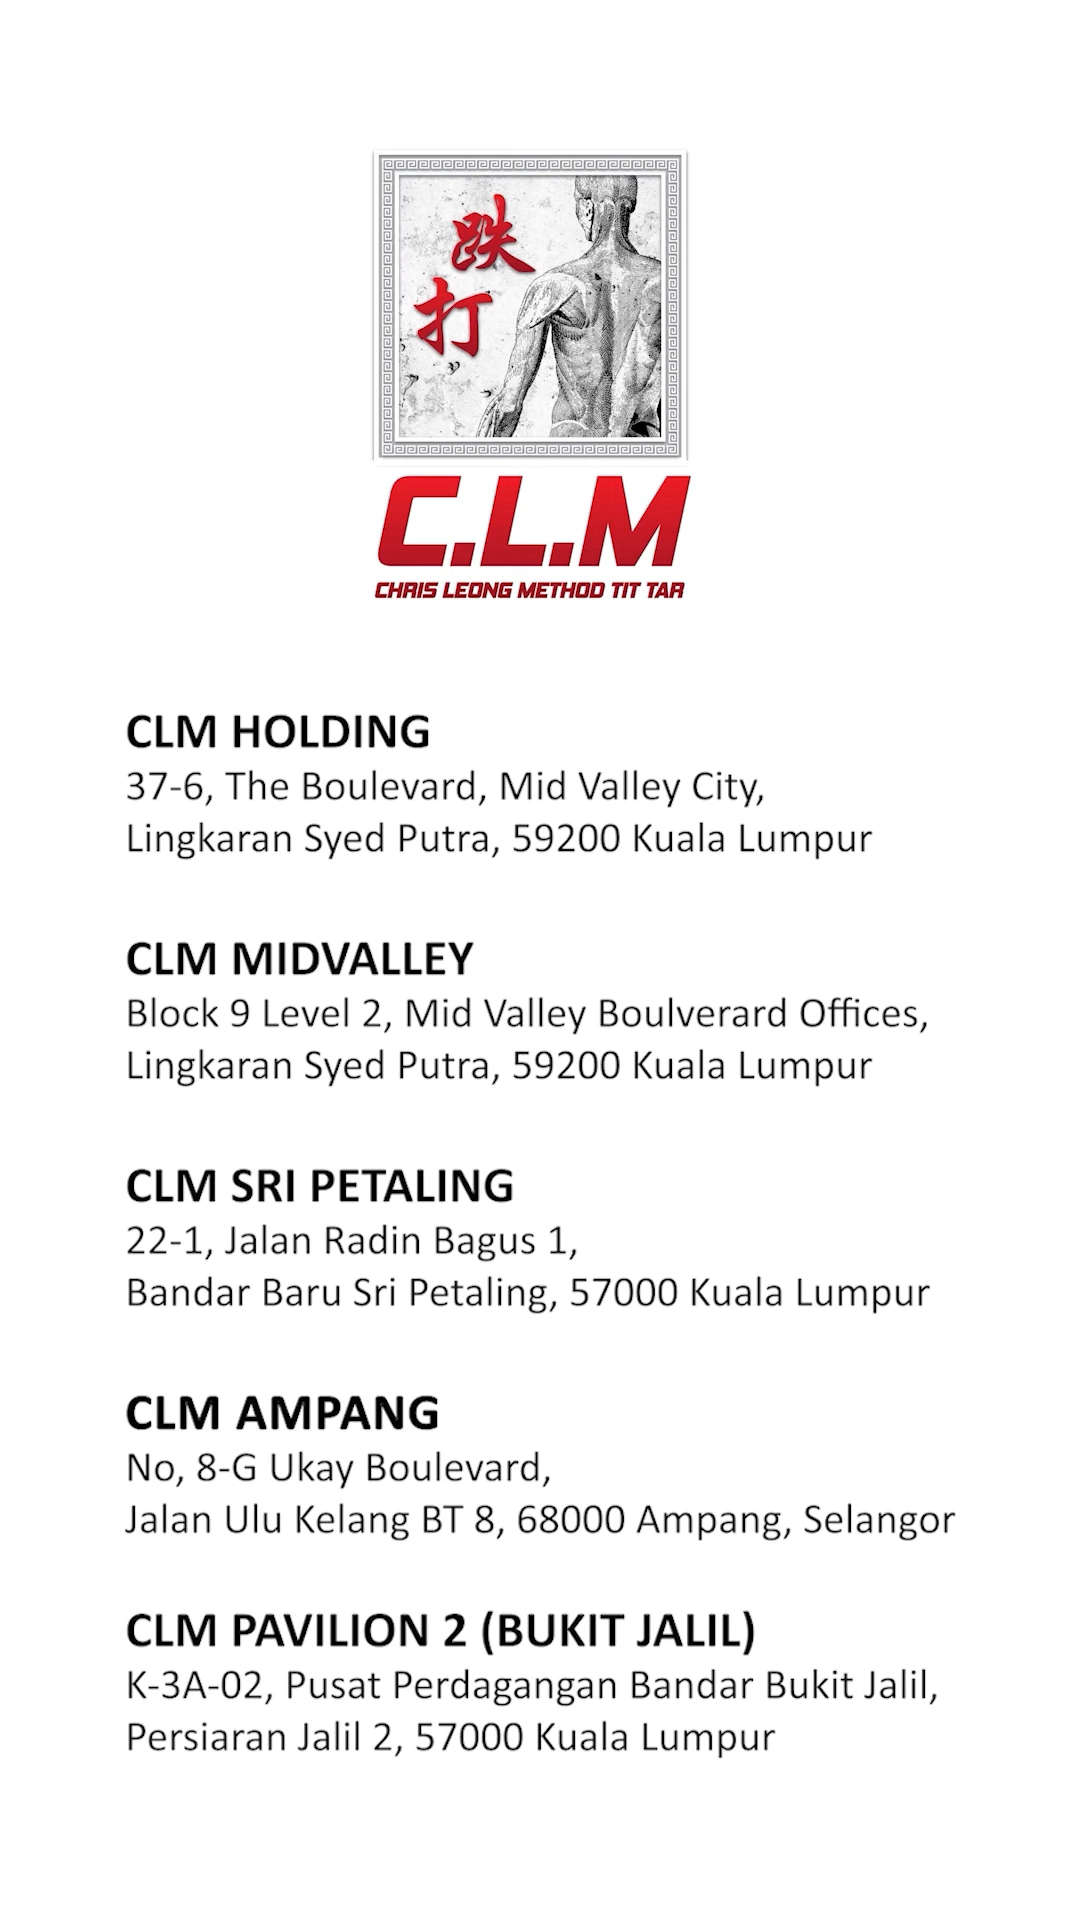 跌
打
C.L.M
CHRIS LEONG METHOD TIT TAR
CLM HOLDING
37-6, The Boulevard, Mid Valley City,
Lingkaran Syed Putra, 59200 Kuala Lumpur
CLM MIDVALLEY
Block 9 Level 2, Mid Valley Boulverard Offices,
Lingkaran Syed Putra, 59200 Kuala Lumpur
CLM SRI PETALING
22-1, Jalan Radin Bagus 1,
Bandar Baru Sri Petaling, 57000 Kuala Lumpur
CLM AMPANG
No, 8-G Ukay Boulevard,
Jalan Ulu Kelang BT 8, 68000 Ampang, Selangor
CLM PAVILION 2 (BUKIT JALIL)
K-3A-02, Pusat Perdagangan Bandar Bukit Jalil,
Persiaran Jalil 2, 57000 Kuala Lumpur